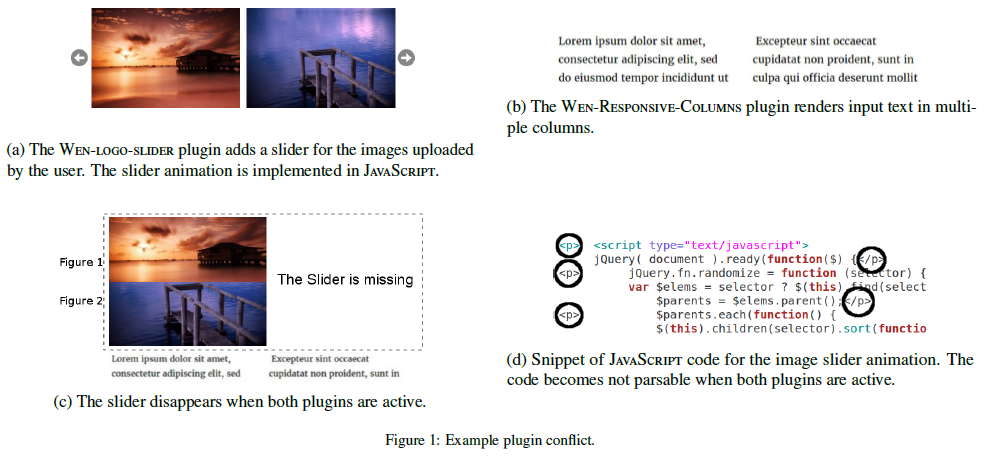 (a) The WEN-LOGO-SLIDER plugin adds a slider for the images uploaded
by the user. The slider animation is implemented in JAVASCRIPT.
Lorem ipsum dolor sit amet,
consectetur adipiscing elit, sed
do eiusmod tempor incididunt ut
Excepteur sint occaecat
cupidatat non proident, sunt in
culpa qui officia deserunt mollit
(b) The WEN-RESPONSIVE-COLUMNS plugin renders input text in multi-
ple columns.
Figure 1
Figure 2
The Slider is missing
Lorem ipsum dolor sit amet,
consectetur adipiscing elit, sed
Excepteur sint occaecat
cupidatat non proident, sunt in
(c) The slider disappears when both plugins are active.
<p> <script type="text/javascript">
jQuery( document ).ready(function($) {</p>
<p> jQuery.fn.randomize = function (selector) {
var $elems = selector ? $(this).find(select
$parents = $elems.parent();</p>
<p> $parents.each(function() {
$(this).children(selector).sort(functio
(d) Snippet of JAVASCRIPT code for the image slider animation. The
code becomes not parsable when both plugins are active.
Figure 1: Example plugin conflict.